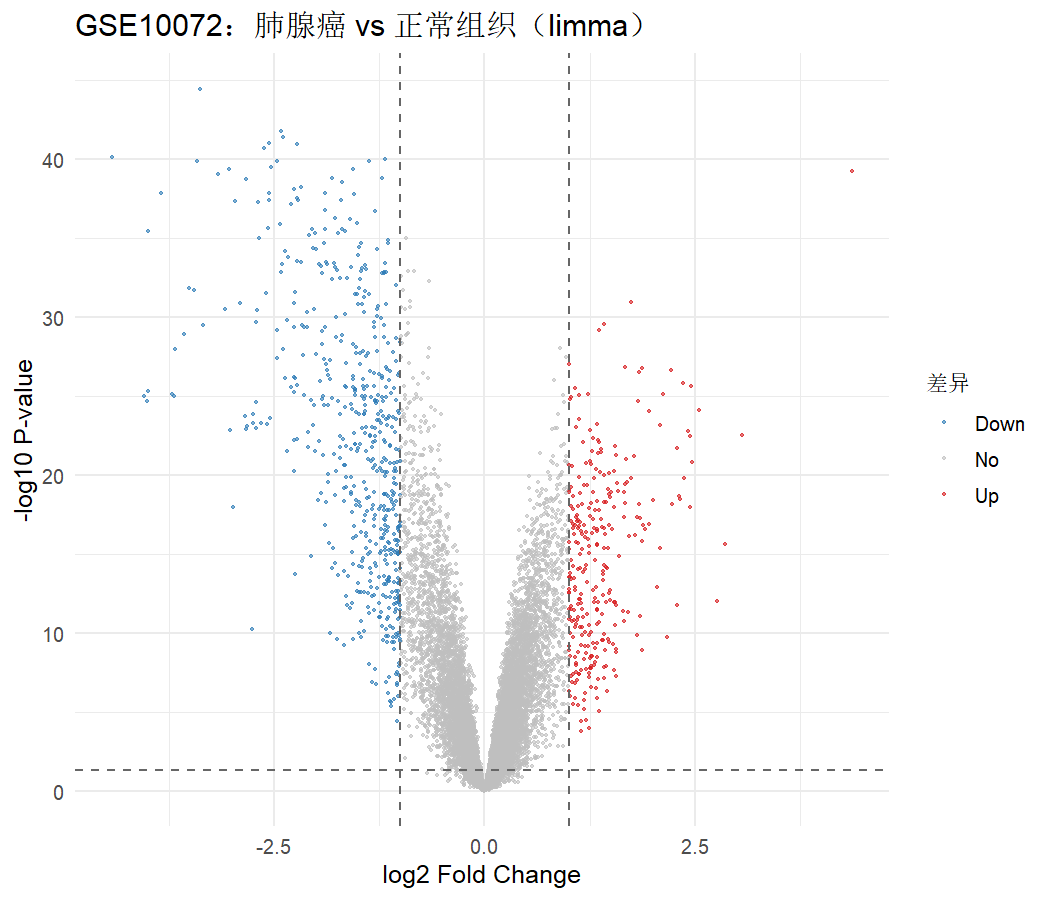 GSE10072：肺腺癌 vs 正常组织（limma）
40
30
20
10
0
-log10 P-value
-2.5
0.0
2.5
log2 Fold Change
差异
Down
No
Up